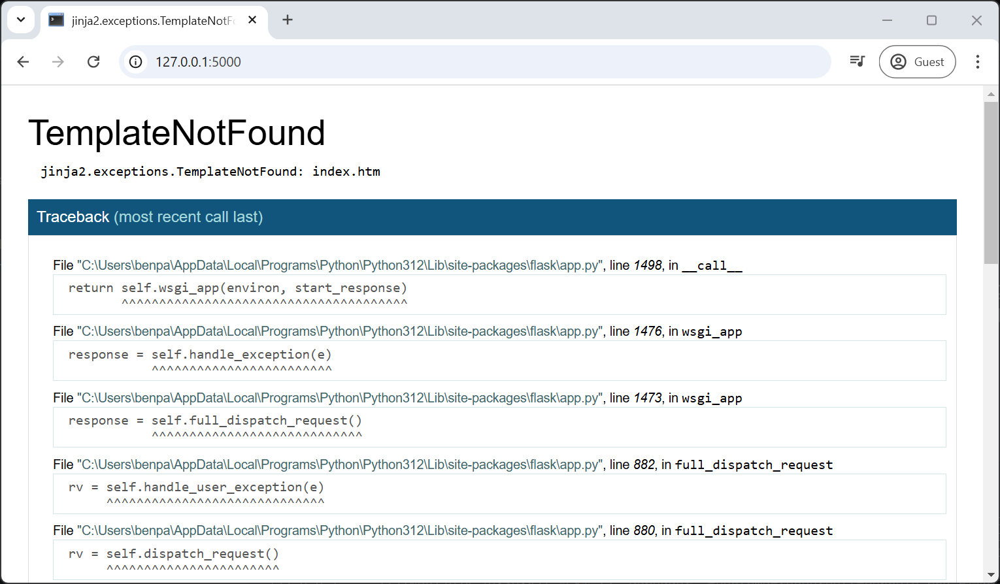 jinja2.exceptions.TemplateNotF
127.0.0.1:5000
Guest
TemplateNotFound
jinja2.exceptions.TemplateNotFound: index.htm
Traceback (most recent call last)
File "C:\Users\benpa\AppData\Local\Programs\Python\Python312\Lib\site-packages\flask\app.py", line 1498, in __call__
return self.wsgi_app(environ, start_response)
^^^^^^^^^^^^^^^^^^^^^^^^^^^^^^^^^^^^^^
File "C:\Users\benpa\AppData\Local\Programs\Python\Python312\Lib\site-packages\flask\app.py", line 1476, in wsgi_app
response = self.handle_exception(e)
^^^^^^^^^^^^^^^^^^^^^^^^
File "C:\Users\benpa\AppData\Local\Programs\Python\Python312\Lib\site-packages\flask\app.py", line 1473, in wsgi_app
response = self.full_dispatch_request()
^^^^^^^^^^^^^^^^^^^^^^^^^^^^
File "C:\Users\benpa\AppData\Local\Programs\Python\Python312\Lib\site-packages\flask\app.py", line 882, in full_dispatch_request
rv = self.handle_user_exception(e)
^^^^^^^^^^^^^^^^^^^^^^^^^^^^^
File "C:\Users\benpa\AppData\Local\Programs\Python\Python312\Lib\site-packages\flask\app.py", line 880, in full_dispatch_request
rv = self.dispatch_request()
^^^^^^^^^^^^^^^^^^^^^^^